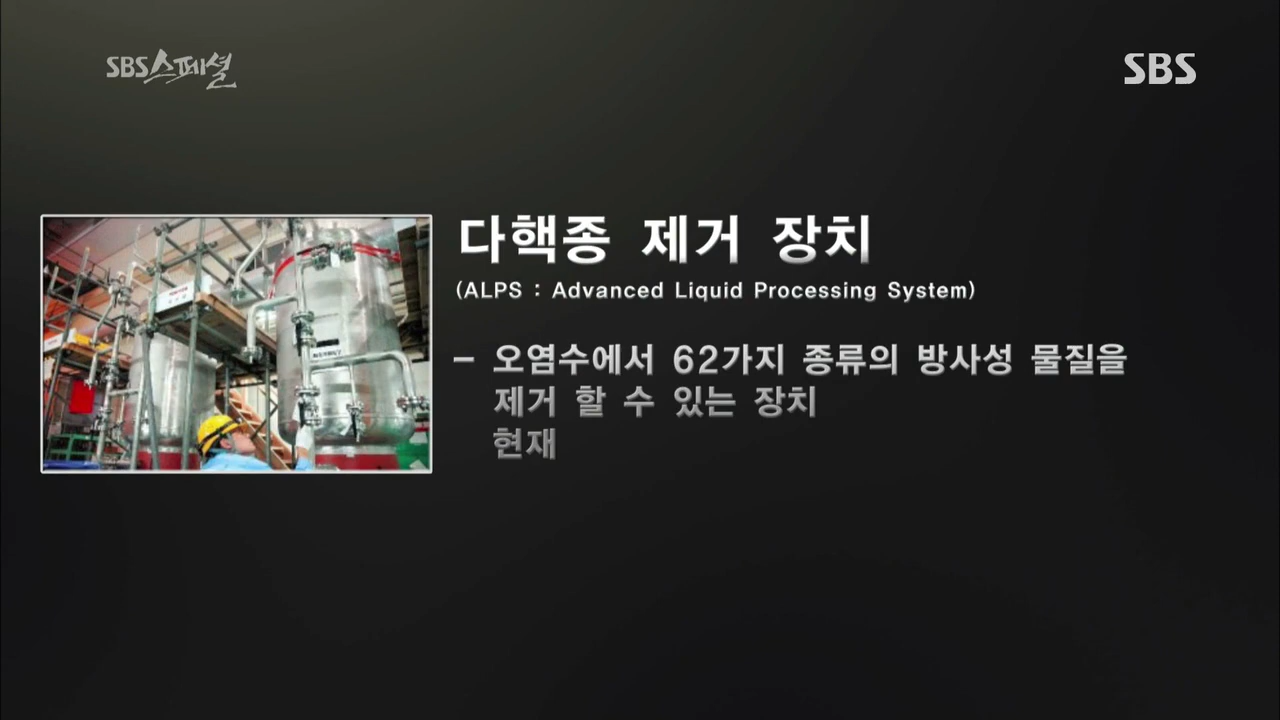 SBS스페셜
SBS
다핵종 제거 장치
(ALPS : Advanced Liquid Processing System)
- 오염수에서 62가지 종류의 방사성 물질을
제거 할 수 있는 장치
현재